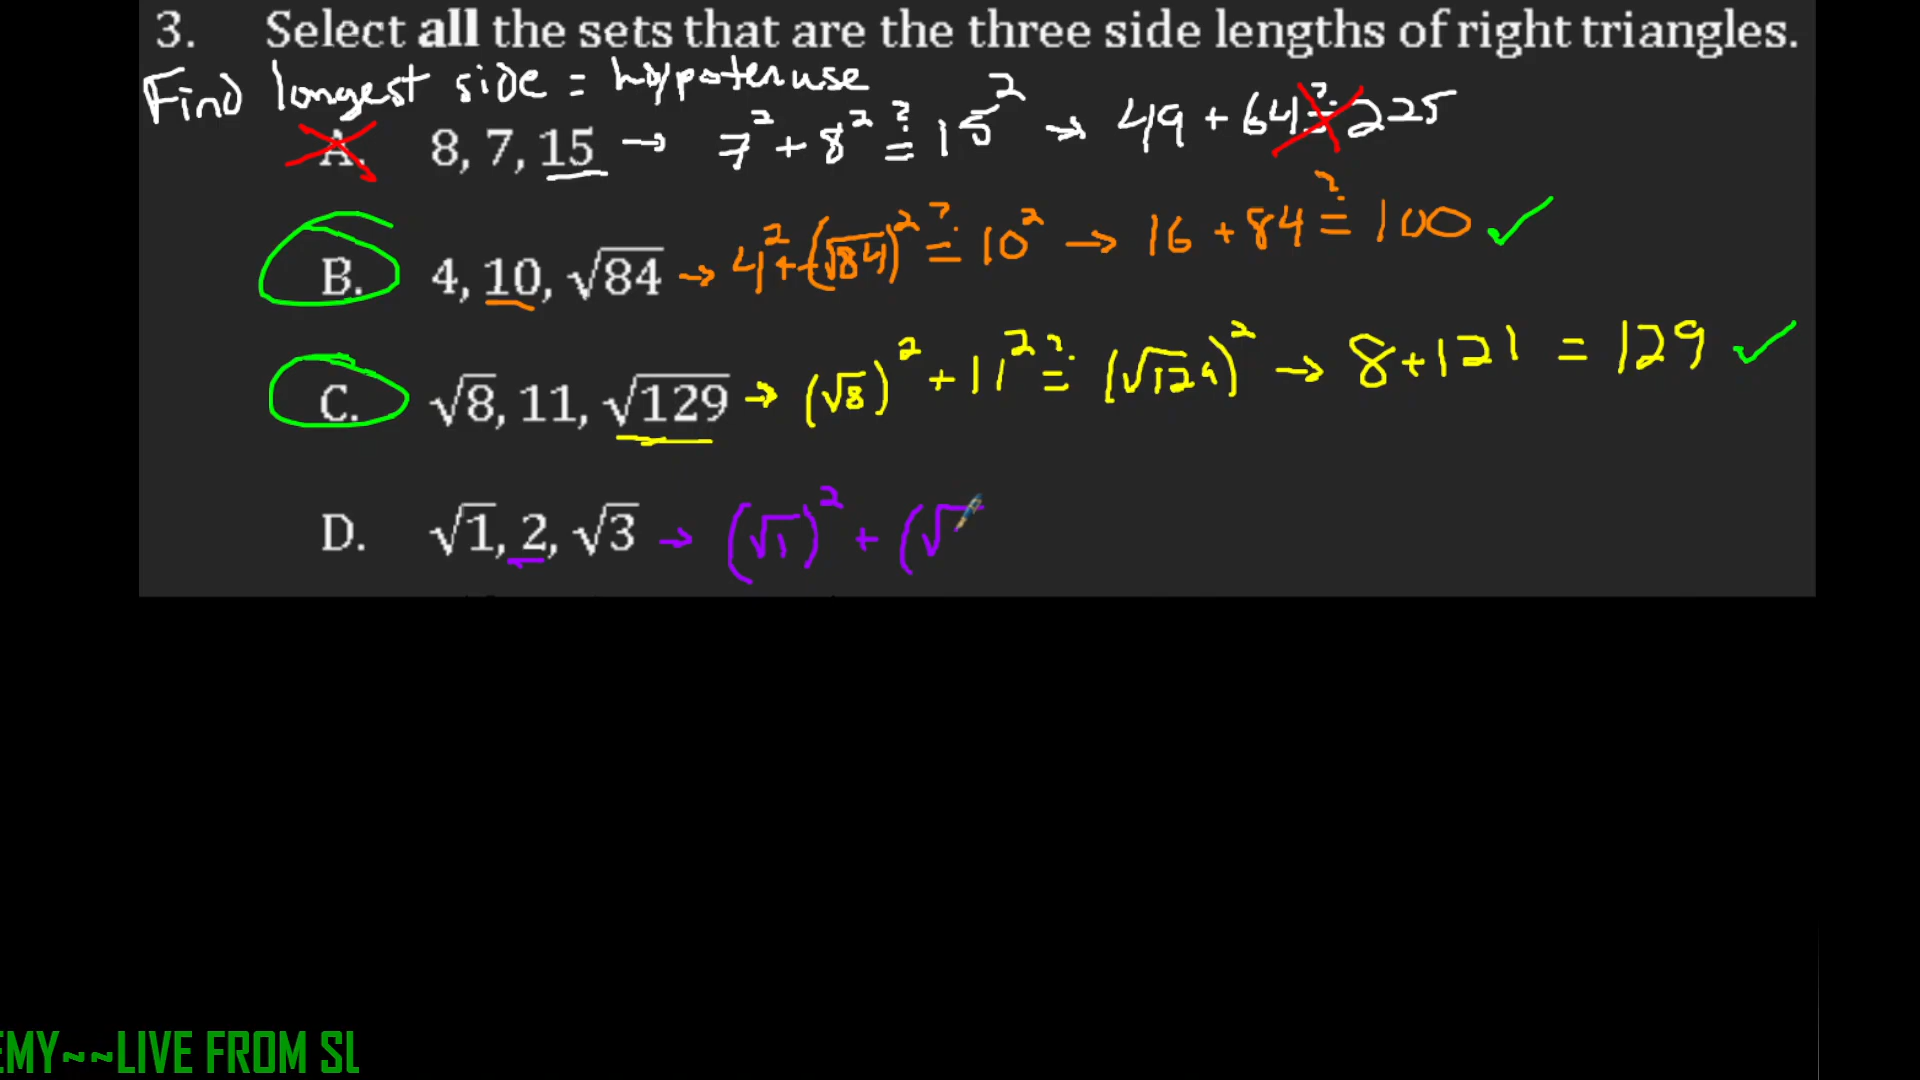 3. Select all the sets that are the three side lengths of right triangles.
Find longest side = hypotenuse
A. 8, 7, 15 → 7² + 8² ≟ 15² → 49 + 64 ≟ 225
B. 4, 10, √84 → 4² + (√84)² ≟ 10² → 16 + 84 ≟ 100 ✓
C. √8, 11, √129 → (√8)² + 11² ≟ (√129)² → 8 + 121 = 129 ✓
D. √1, 2, √3 → (√1)² + (√
EMY~~LIVE FROM SL